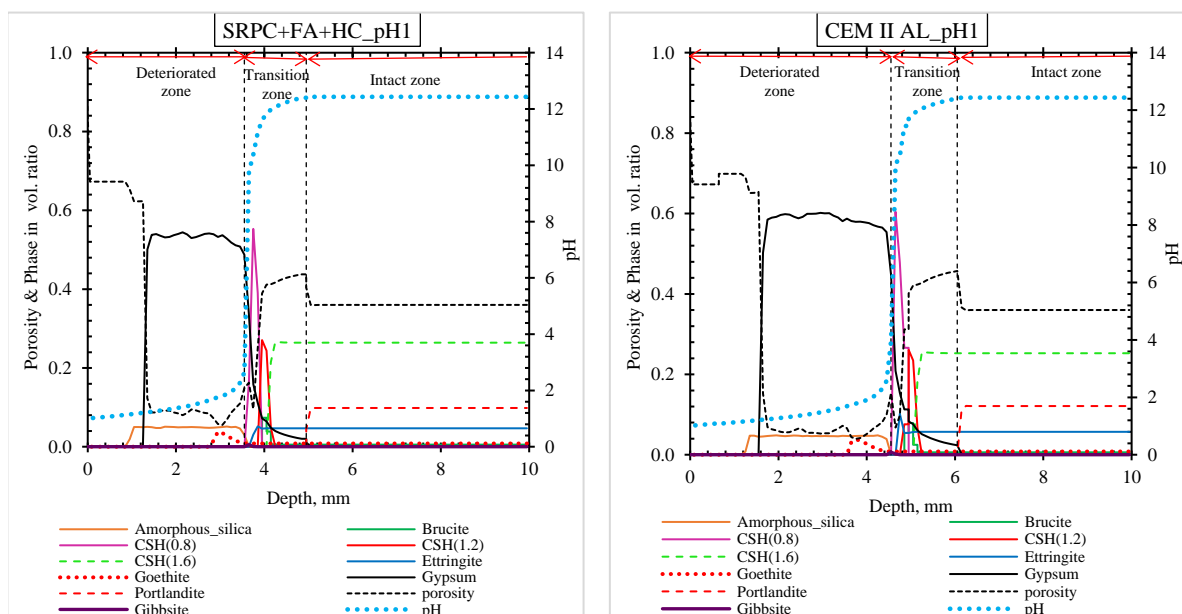 SRPC+FA+HC_pH1
1.0
0.8
0.6
0.4
0.2
0.0
Porosity & Phase in vol. ratio
14
12
10
8
6
4
2
0
pH
Deteriorated
zone
Transition
zone
Intact zone
0 2 4 6 8 10
Depth, mm
Amorphous_silica Brucite
CSH(0.8) CSH(1.2)
CSH(1.6) Ettringite
Goethite Gypsum
Portlandite porosity
Gibbsite pH
CEM II AL_pH1
1.0
0.8
0.6
0.4
0.2
0.0
Porosity & Phase in vol. ratio
14
12
10
8
6
4
2
0
pH
Deteriorated
zone
Transition
zone
Intact zone
0 2 4 6 8 10
Depth, mm
Amorphous_silica Brucite
CSH(0.8) CSH(1.2)
CSH(1.6) Ettringite
Goethite Gypsum
Portlandite porosity
Gibbsite pH